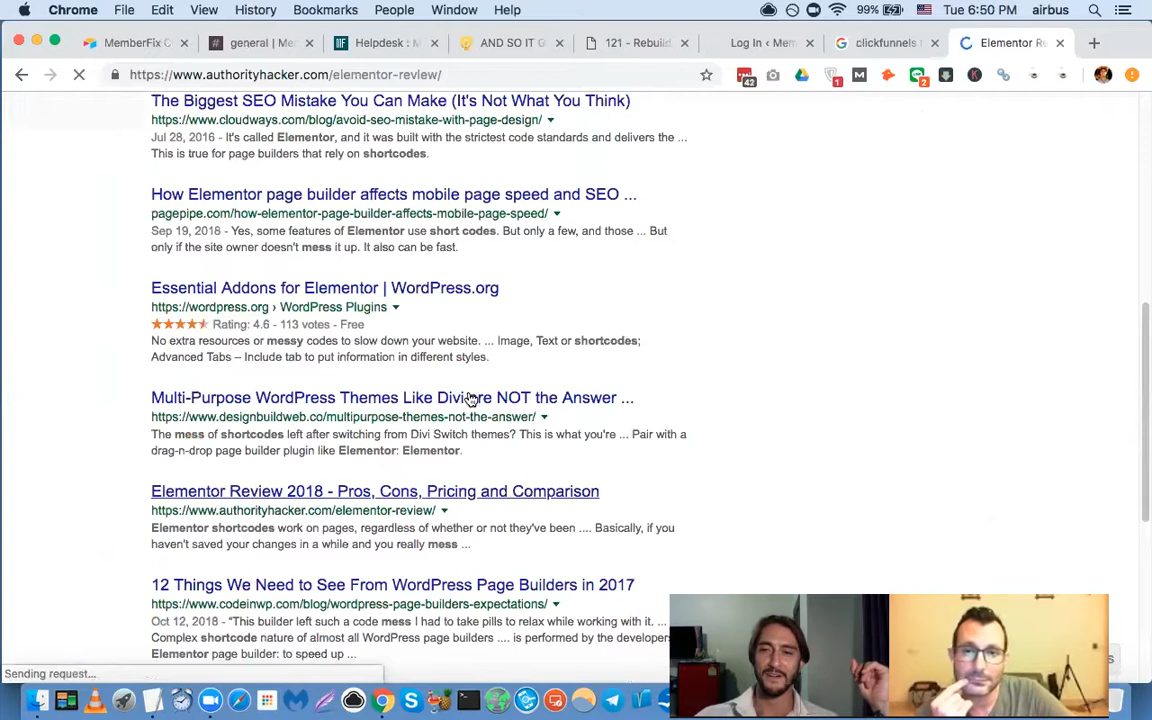 Chrome File Edit View History Bookmarks People Window Help 99% Tue 6:50 PM airbus
MemberFix C general | Me Helpdesk : M AND SO IT G 121 - Rebuil Log In ‹ Mem clickfunnels t Elementor Re
https://www.authorityhacker.com/elementor-review/
42 1 2
The Biggest SEO Mistake You Can Make (It's Not What You Think)
https://www.cloudways.com/blog/avoid-seo-mistake-with-page-design/
Jul 28, 2016 - It's called Elementor, and it was built with the strictest code standards and delivers the ...
This is true for page builders that rely on shortcodes.
How Elementor page builder affects mobile page speed and SEO ...
pagepipe.com/how-elementor-page-builder-affects-mobile-page-speed/
Sep 19, 2018 - Yes, some features of Elementor use short codes. But only a few, and those ... But
only if the site owner doesn't mess it up. It also can be fast.
Essential Addons for Elementor | WordPress.org
https://wordpress.org › WordPress Plugins
Rating: 4.6 - 113 votes - Free
No extra resources or messy codes to slow down your website. ... Image, Text or shortcodes;
Advanced Tabs – Include tab to put information in different styles.
Multi-Purpose WordPress Themes Like Divi re NOT the Answer ...
https://www.designbuildweb.co/multipurpose-themes-not-the-answer/
The mess of shortcodes left after switching from Divi Switch themes? This is what you're ... Pair with a
drag-n-drop page builder plugin like Elementor: Elementor.
Elementor Review 2018 - Pros, Cons, Pricing and Comparison
https://www.authorityhacker.com/elementor-review/
Elementor shortcodes work on pages, regardless of whether or not they've been .... Basically, if you
haven't saved your changes in a while and you really mess ...
12 Things We Need to See From WordPress Page Builders in 2017
https://www.codeinwp.com/blog/wordpress-page-builders-expectations/
Oct 12, 2018 - "This builder left such a code mess I had to take pills to relax while working with it. ...
Complex shortcode nature of almost all WordPress page builders .... is performed by the developers
Elementor page builder: to speed up ...
Sending request...